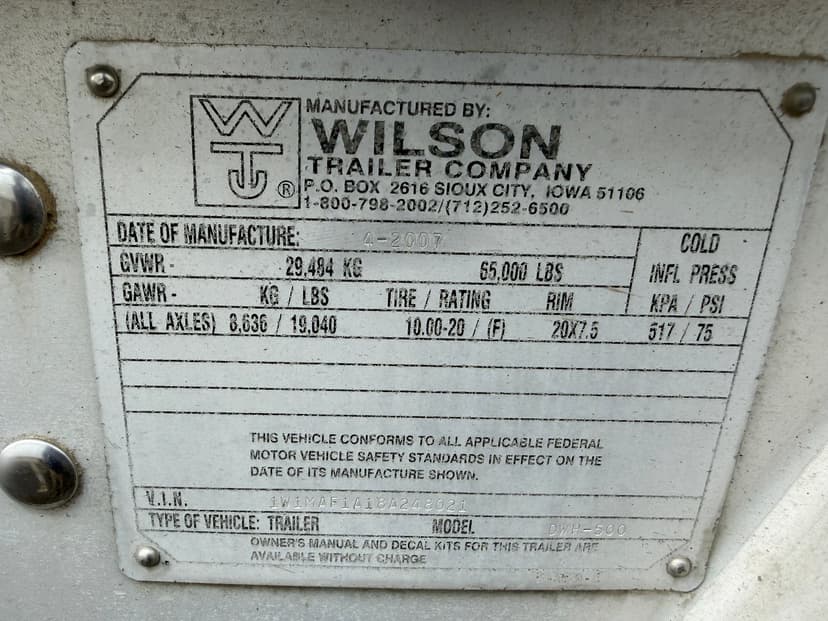 WT ®
MANUFACTURED BY:
WILSON
TRAILER COMPANY
P.O. BOX 2616 SIOUX CITY, IOWA 51106
1-800-798-2002/(712)252-6500
DATE OF MANUFACTURE: 4-2007 COLD
GVWR - 29,484 KG 65,000 LBS INFL PRESS
GAWR - KG / LBS TIRE / RATING RIM KPA / PSI
(ALL AXLES) 8,636 / 19,040 10.00-20 / (F) 20X7.5 517 / 75
THIS VEHICLE CONFORMS TO ALL APPLICABLE FEDERAL
MOTOR VEHICLE SAFETY STANDARDS IN EFFECT ON THE
DATE OF ITS MANUFACTURE SHOWN.
V.I.N.
TYPE OF VEHICLE: TRAILER MODEL DWH-500
OWNER'S MANUAL AND DECAL KITS FOR THIS TRAILER ARE
AVAILABLE WITHOUT CHARGE